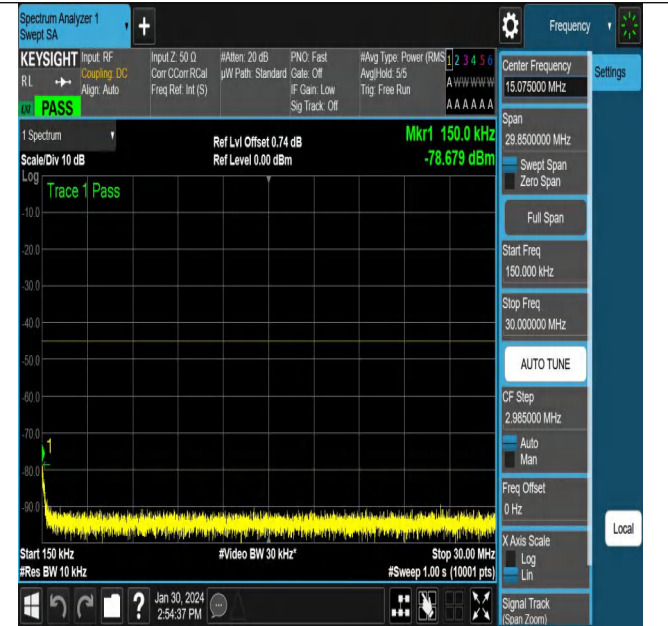 Spectrum Analyzer 1
Swept SA
Frequency
KEYSIGHT
RL
PASS
Input: RF
Coupling: DC
Align: Auto
Input Z: 50 Ω
Corr CCorr RCal
Freq Ref: Int (S)
#Atten: 20 dB
µW Path: Standard
PNO: Fast
Gate: Off
IF Gain: Low
Sig Track: Off
#Avg Type: Power (RMS
Avg|Hold: 5/5
Trig: Free Run
1 2 3 4 5 6
A W W W W W
A A A A A A
1 Spectrum
Scale/Div 10 dB
Ref Lvl Offset 0.74 dB
Ref Level 0.00 dBm
Mkr1 150.0 kHz
-78.679 dBm
Log
Trace 1 Pass
-10.0
-20.0
-30.0
-40.0
-50.0
-60.0
-70.0
1
-80.0
-90.0
Start 150 kHz
#Res BW 10 kHz
#Video BW 30 kHz*
Stop 30.00 MHz
#Sweep 1.00 s (10001 pts)
?
Jan 30, 2024
2:54:37 PM
Center Frequency
15.075000 MHz
Settings
Span
29.8500000 MHz
Swept Span
Zero Span
Full Span
Start Freq
150.000 kHz
Stop Freq
30.000000 MHz
AUTO TUNE
CF Step
2.985000 MHz
Auto
Man
Freq Offset
0 Hz
X Axis Scale
Log
Lin
Local
Signal Track
(Span Zoom)